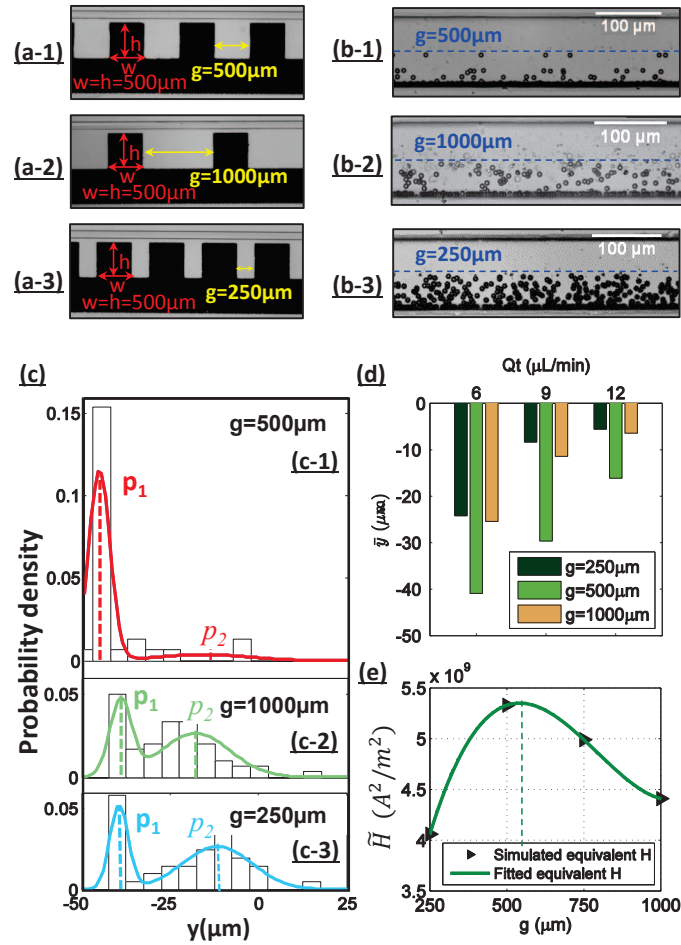 (a-1)
h
w
w=h=500µm
g=500µm
(a-2)
h
w
w=h=500µm
g=1000µm
(a-3)
h
w
w=h=500µm
g=250µm
(b-1)
100 µm
g=500µm
(b-2)
100 µm
g=1000µm
(b-3)
100 µm
g=250µm
(c)
Probability density
0.15
0.1
0.05
0
g=500µm
(c-1)
p1
p2
0.05
0
p1
p2
g=1000µm
(c-2)
0.05
0
p1
p2
g=250µm
(c-3)
-50
-25
0
25
y(µm)
(d)
Qt (µL/min)
6
9
12
0
-10
-20
-30
-40
-50
g=250µm
g=500µm
g=1000µm
(e)
x 10^9
5.5
5
4.5
4
3.5
H̃ (A²/m²)
Simulated equivalent H
Fitted equivalent H
250
500
750
1000
g (µm)